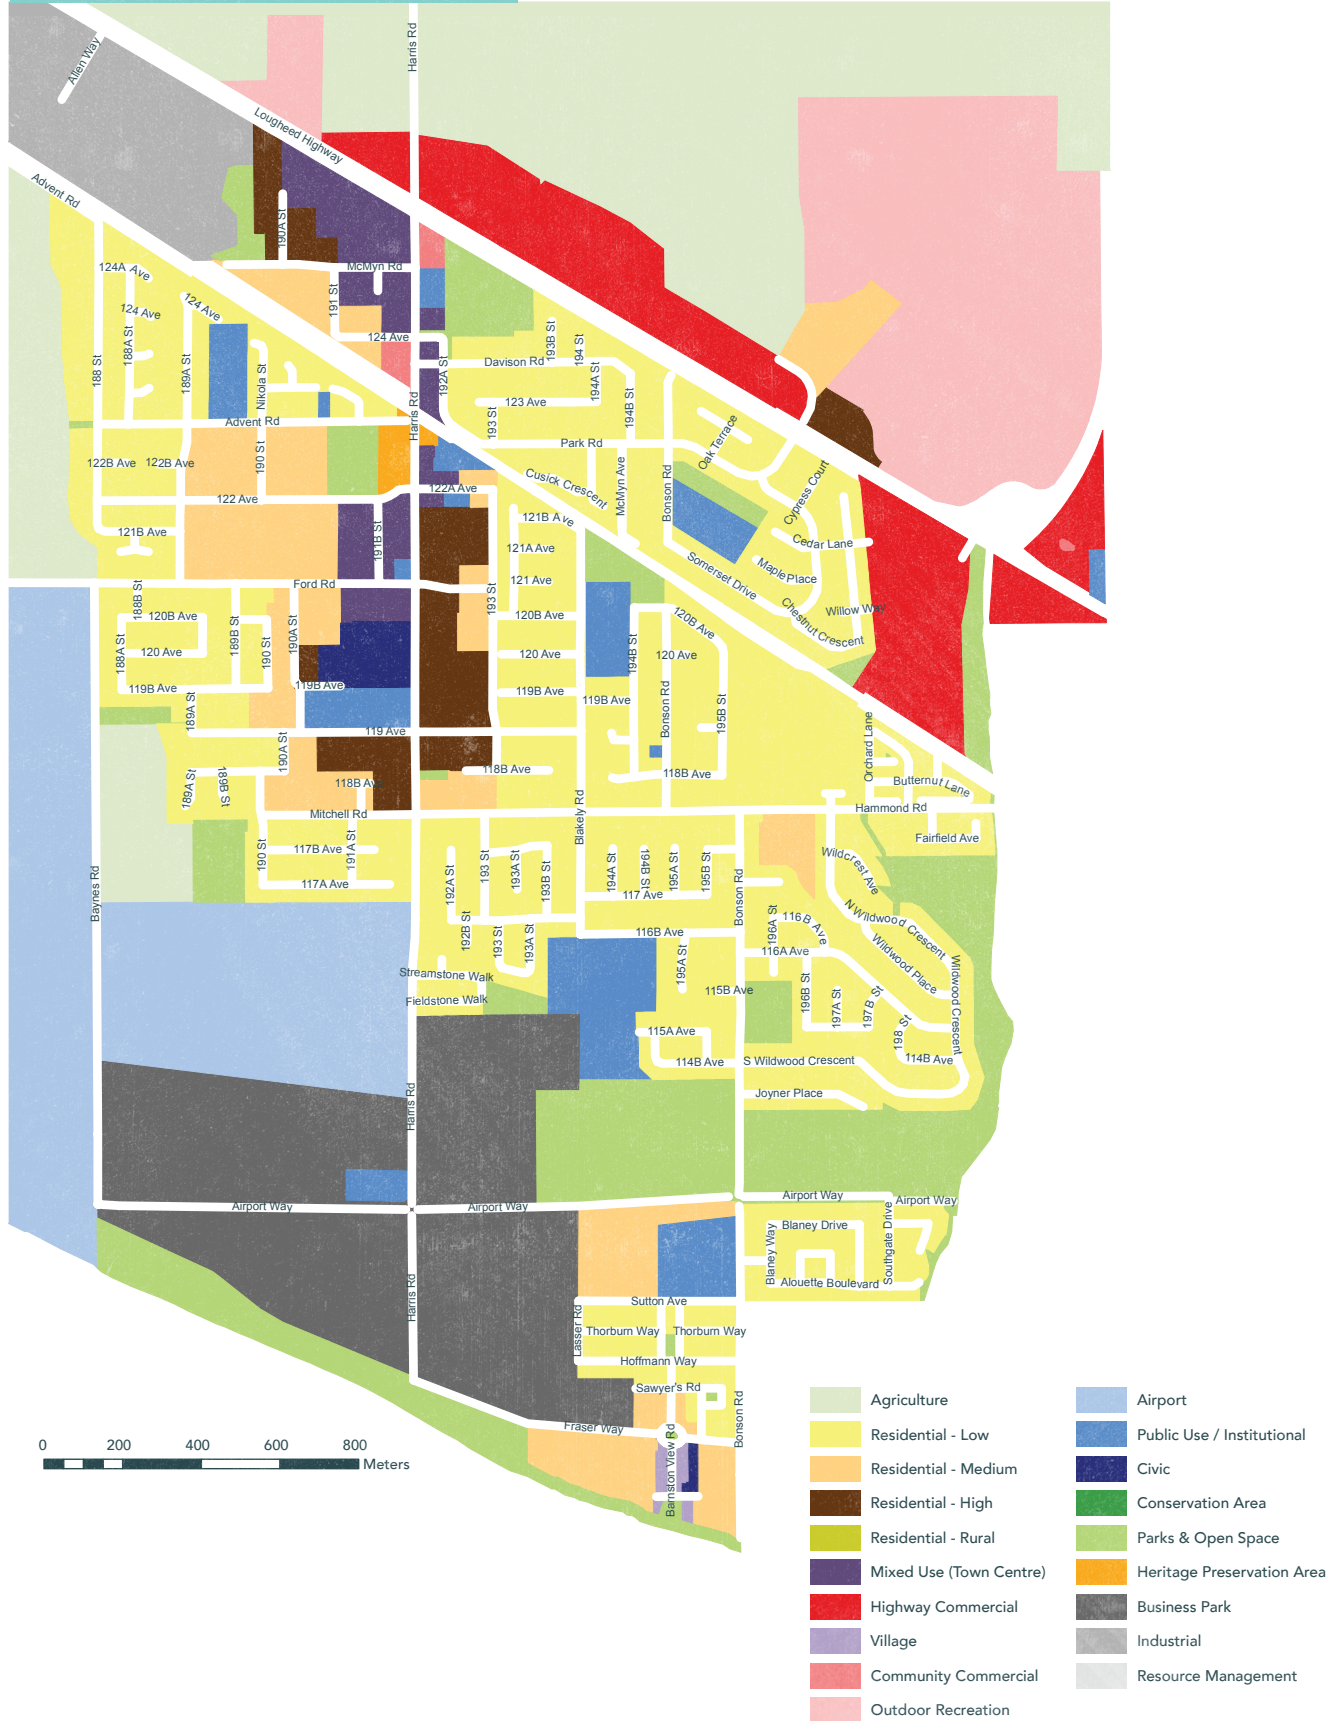 Harris Rd
Allen Way
Lougheed Highway
Advent Rd
190A St
McMyn Rd
124A Ave
124 Ave
124 Ave
191 St
124 Ave
188A St
188 St
189A St
Nikola St
Harris Rd
192A St
Davison Rd
193B St
194 St
194A St
194B St
123 Ave
193 St
Advent Rd
Park Rd
Oak Terrace
122B Ave
122B Ave
190 St
Cusick Crescent
McMyn Ave
Bonson Rd
Cypress Court
122 Ave
122A Ave
121B Ave
121B Ave
191B St
121A Ave
Cedar Lane
Maple Place
Somerset Drive
Ford Rd
121 Ave
193 St
188B St
120B Ave
120B Ave
120B Ave
Chestnut Crescent
Willow Way
188A St
189B St
190 St
190A St
120 Ave
120 Ave
194B St
120 Ave
119B Ave
119B Ave
119B Ave
119B Ave
Bonson Rd
195B St
189A St
119 Ave
190A St
Orchard Lane
118B Ave
118B Ave
118B Ave
189A St
189B St
Butternut Lane
Mitchell Rd
Blakely Rd
Hammond Rd
Fairfield Ave
190 St
117B Ave
191A St
117A Ave
192A St
193 St
193A St
193B St
194A St
194B St
195A St
195B St
117 Ave
Bonson Rd
Wildcrest Ave
Baynes Rd
192B St
193 St
193A St
116B Ave
196A St
116B Ave
116A Ave
N Wildwood Crescent
Wildwood Place
Wildwood Crescent
Streamstone Walk
Fieldstone Walk
195A St
115B Ave
196B St
197A St
197B St
198 St
115A Ave
114B Ave
S Wildwood Crescent
114B Ave
Joyner Place
Harris Rd
Airport Way
Airport Way
Airport Way
Airport Way
Blaney Way
Blaney Drive
Southgate Drive
Alouette Boulevard
Harris Rd
Sutton Ave
Lasser Rd
Thorburn Way
Thorburn Way
Hoffmann Way
Sawyer's Rd
Fraser Way
Barnston View Rd
Bonson Rd
0 200 400 600 800
Meters
Agriculture
Residential - Low
Residential - Medium
Residential - High
Residential - Rural
Mixed Use (Town Centre)
Highway Commercial
Village
Community Commercial
Outdoor Recreation
Airport
Public Use / Institutional
Civic
Conservation Area
Parks & Open Space
Heritage Preservation Area
Business Park
Industrial
Resource Management